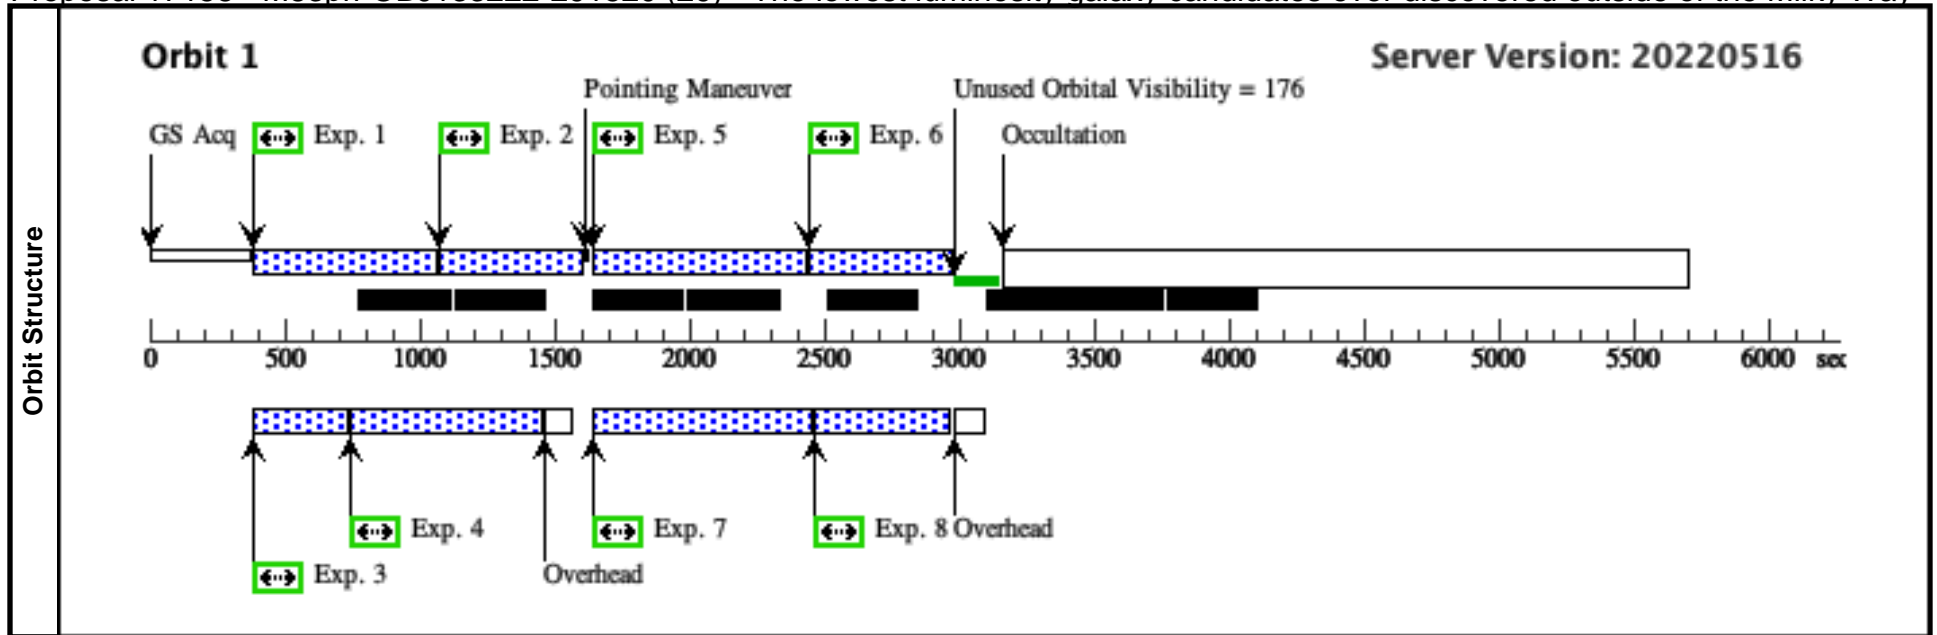 Orbit 1
Server Version: 20220516
Pointing Maneuver
Unused Orbital Visibility = 176
GS Acq
Exp. 1
Exp. 2
Exp. 5
Exp. 6
Occultation
Orbit Structure
0 500 1000 1500 2000 2500 3000 3500 4000 4500 5000 5500 6000 sec
Exp. 4
Exp. 7
Exp. 8
Overhead
Exp. 3
Overhead